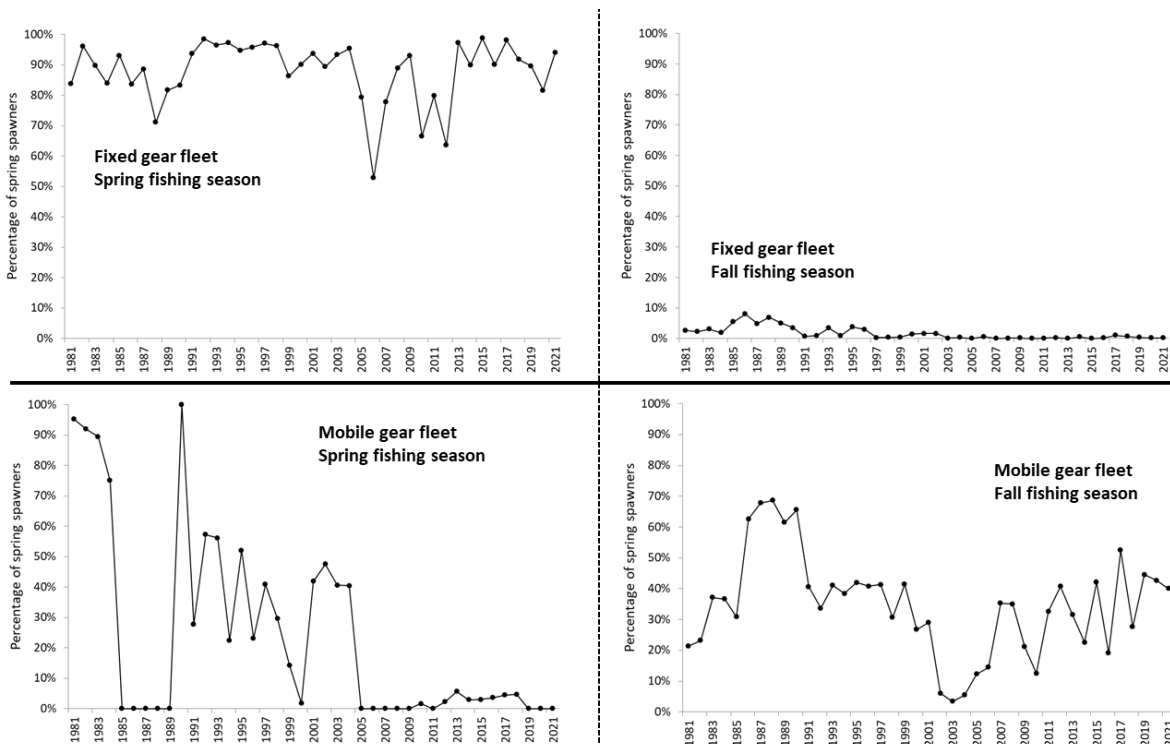 100%
90%
80%
70%
60%
50%
40%
30%
20%
10%
0%
Percentage of spring spawners
Fixed gear fleet
Spring fishing season
1981 1983 1985 1987 1989 1991 1993 1995 1997 1999 2001 2003 2005 2007 2009 2011 2013 2015 2017 2019 2021
100%
90%
80%
70%
60%
50%
40%
30%
20%
10%
0%
Percentage of spring spawners
Fixed gear fleet
Fall fishing season
1981 1983 1985 1987 1989 1991 1993 1995 1997 1999 2001 2003 2005 2007 2009 2011 2013 2015 2017 2019 2021
100%
90%
80%
70%
60%
50%
40%
30%
20%
10%
0%
Percentage of spring spawners
Mobile gear fleet
Spring fishing season
1981 1983 1985 1987 1989 1991 1993 1995 1997 1999 2001 2003 2005 2007 2009 2011 2013 2015 2017 2019 2021
100%
90%
80%
70%
60%
50%
40%
30%
20%
10%
0%
Percentage of spring spawners
Mobile gear fleet
Fall fishing season
1981 1983 1985 1987 1989 1991 1993 1995 1997 1999 2001 2003 2005 2007 2009 2011 2013 2015 2017 2019 2021